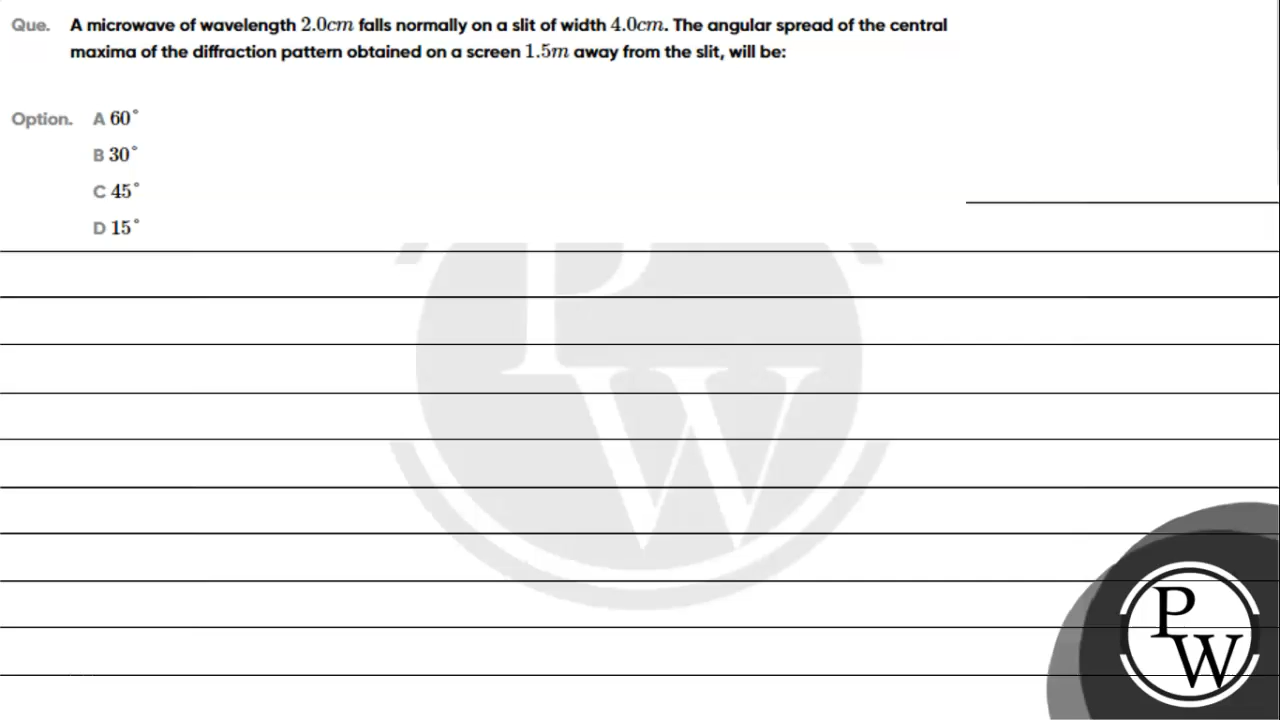 Que. A microwave of wavelength 2.0cm falls normally on a slit of width 4.0cm. The angular spread of the central
maxima of the diffraction pattern obtained on a screen 1.5m away from the slit, will be:
Option. A 60°
B 30°
C 45°
D 15°
P
W
P
W